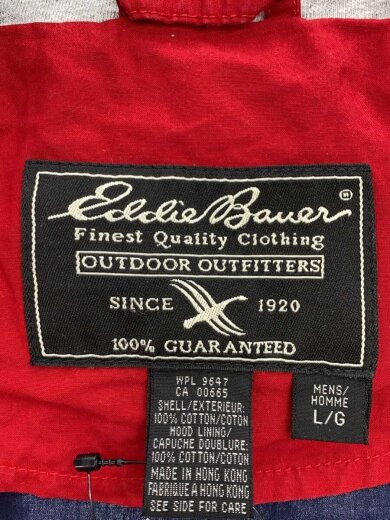 Eddie Bauer ®
Finest Quality Clothing
OUTDOOR OUTFITTERS
SINCE 1920
100% GUARANTEED
WPL 9647
CA 00665
SHELL/EXTERIEUR:
100% COTTON/COTON
HOOD LINING/
CAPUCHE DOUBLURE:
100% COTTON/COTON
MADE IN HONG KONG
FABRIQUE A HONG KONG
SEE SIDE FOR CARE
MENS/
HOMME
L/G